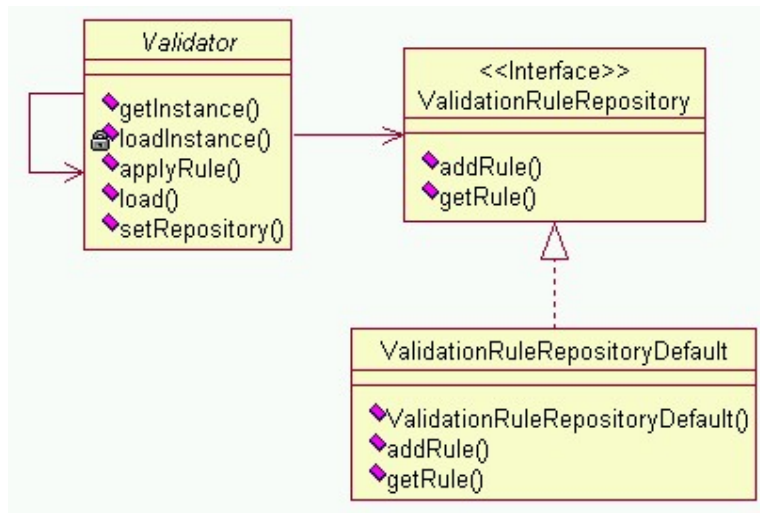 Validator
getInstance()
loadInstance()
applyRule()
load()
setRepository()
<<Interface>>
ValidationRuleRepository
addRule()
getRule()
ValidationRuleRepositoryDefault
ValidationRuleRepositoryDefault()
addRule()
getRule()